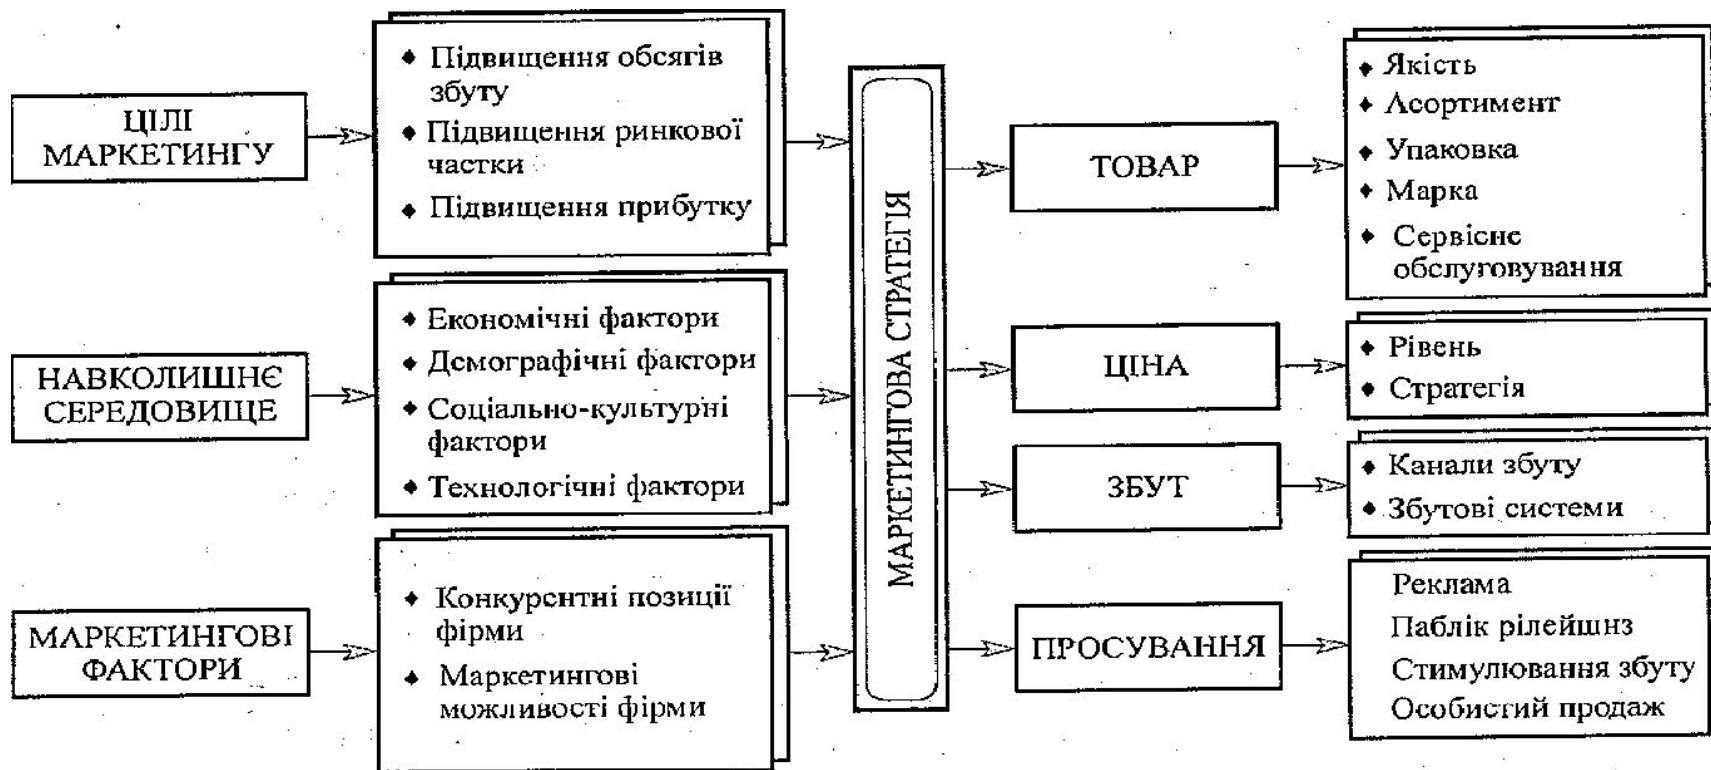 ЦІЛІ
МАРКЕТИНГУ
♦ Підвищення обсягів
збуту
♦ Підвищення ринкової
частки
♦ Підвищення прибутку
НАВКОЛИШНЄ
СЕРЕДОВИЩЕ
♦ Економічні фактори
♦ Демографічні фактори
♦ Соціально-культурні
фактори
♦ Технологічні фактори
МАРКЕТИНГОВІ
ФАКТОРИ
♦ Конкурентні позиції
фірми
♦ Маркетингові
можливості фірми
МАРКЕТИНГОВА СТРАТЕГІЯ
ТОВАР
♦ Якість
♦ Асортимент
♦ Упаковка
♦ Марка
♦ Сервісне
обслуговування
ЦІНА
♦ Рівень
♦ Стратегія
ЗБУТ
♦ Канали збуту
♦ Збутові системи
ПРОСУВАННЯ
Реклама
Паблік рілейшнз
Стимулювання збуту
Особистий продаж